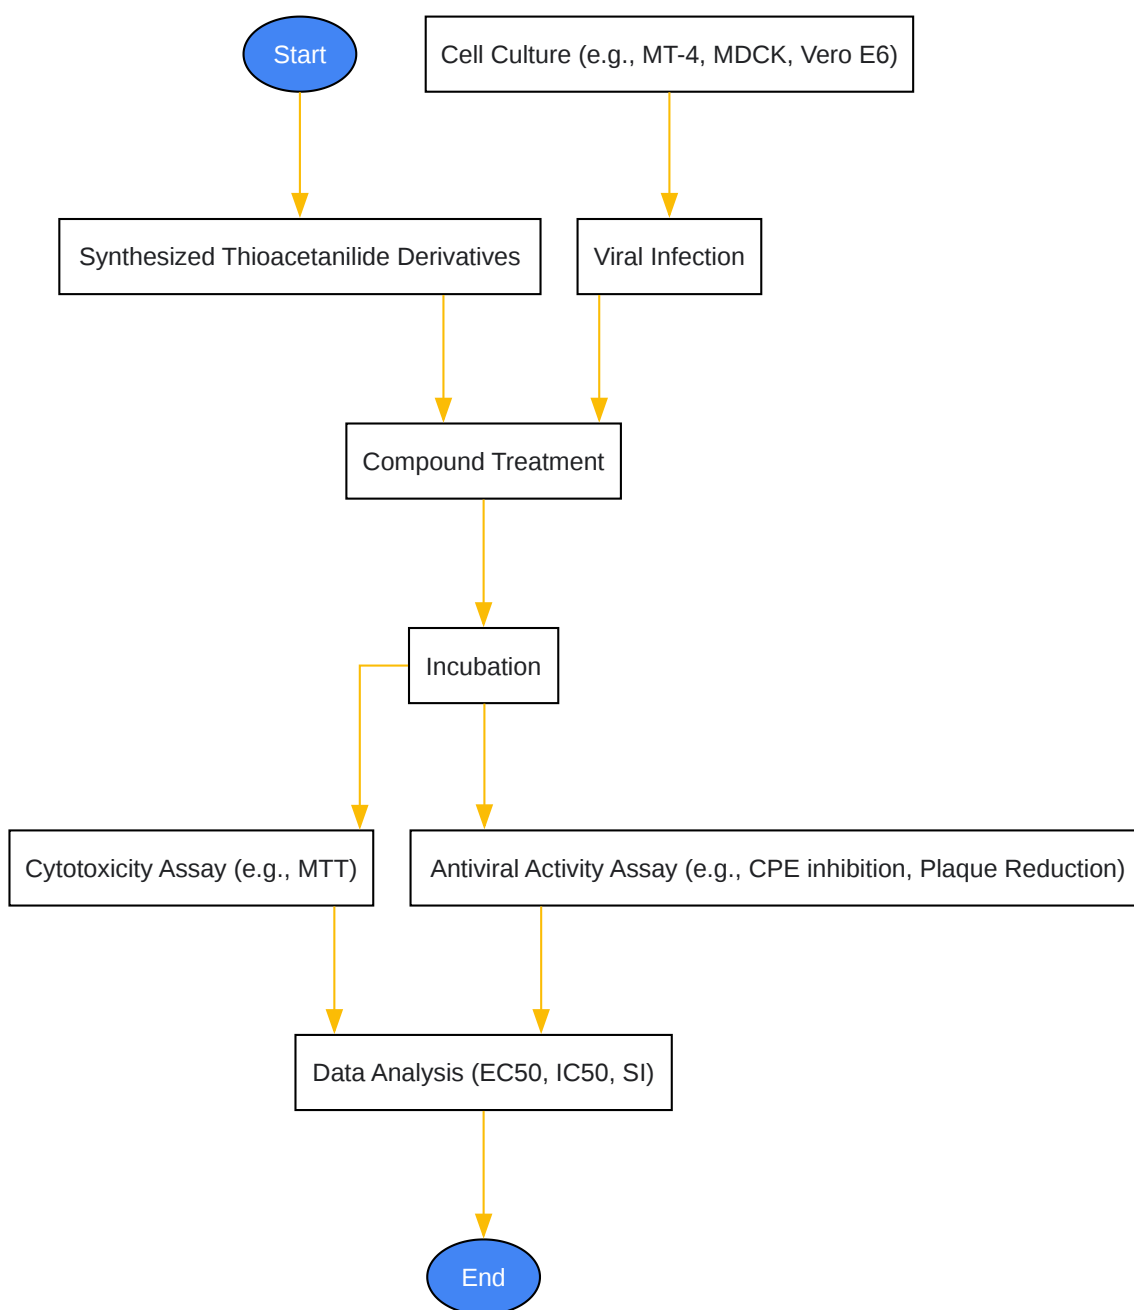 Start
Cell Culture (e.g., MT-4, MDCK, Vero E6)
Synthesized Thioacetanilide Derivatives
Viral Infection
Compound Treatment
Incubation
Cytotoxicity Assay (e.g., MTT)
Antiviral Activity Assay (e.g., CPE inhibition, Plaque Reduction)
Data Analysis (EC50, IC50, SI)
End